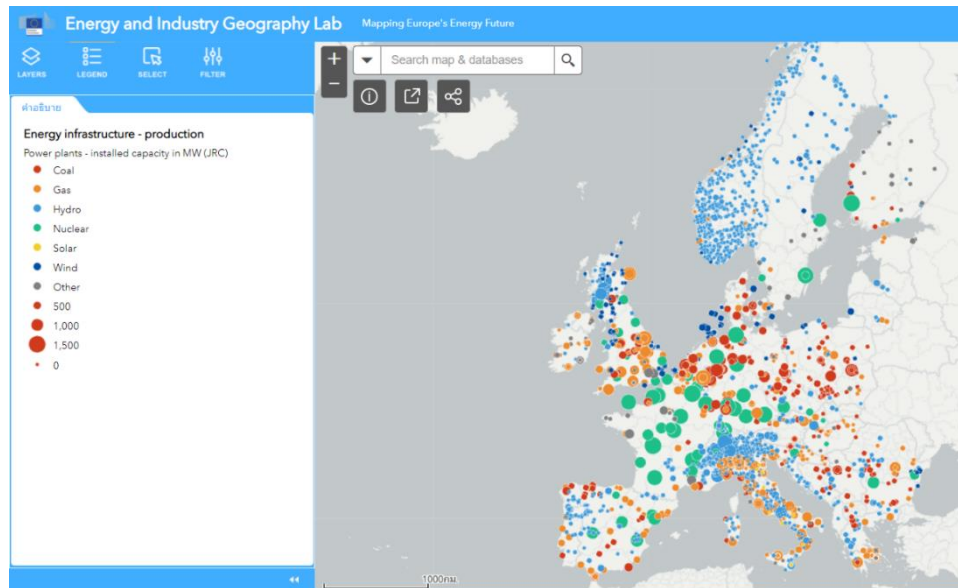 Energy and Industry Geography Lab
Mapping Europe's Energy Future
LAYERS LEGEND SELECT FILTER
Search map & databases
คำอธิบาย
Energy infrastructure - production
Power plants - installed capacity in MW (JRC)
Coal
Gas
Hydro
Nuclear
Solar
Wind
Other
500
1,000
1,500
0
1000กม.